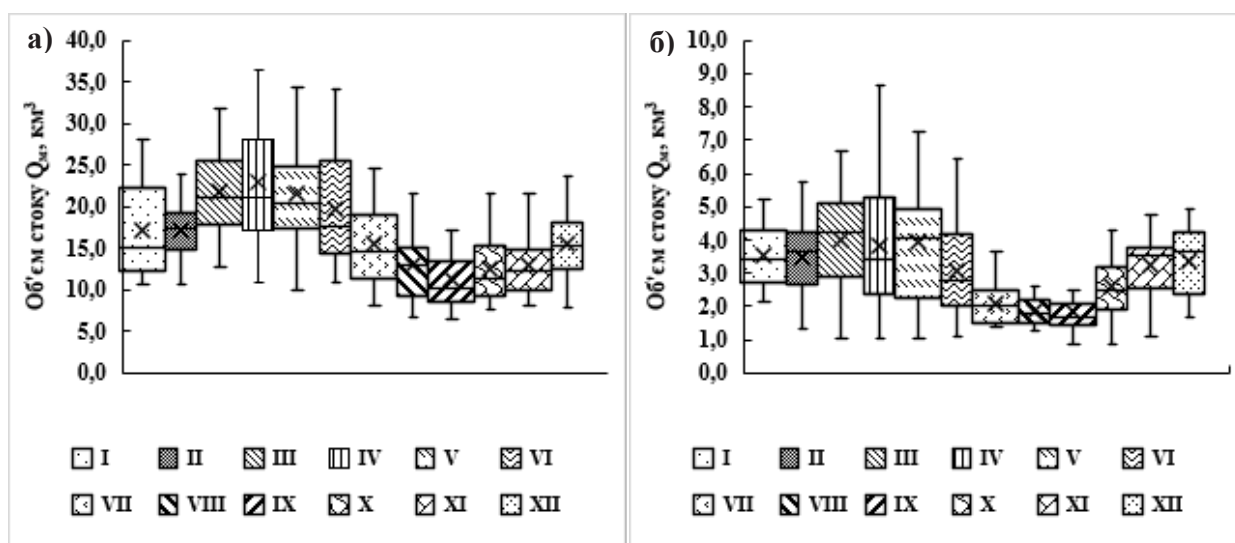 а)
40,0
35,0
30,0
25,0
20,0
15,0
10,0
5,0
0,0
Об'єм стоку Qм, км³
I II III IV V VI
VII VIII IX X XI XII
б)
10,0
9,0
8,0
7,0
6,0
5,0
4,0
3,0
2,0
1,0
0,0
Об'єм стоку Qм, км³
I II III IV V VI
VII VIII IX X XI XII